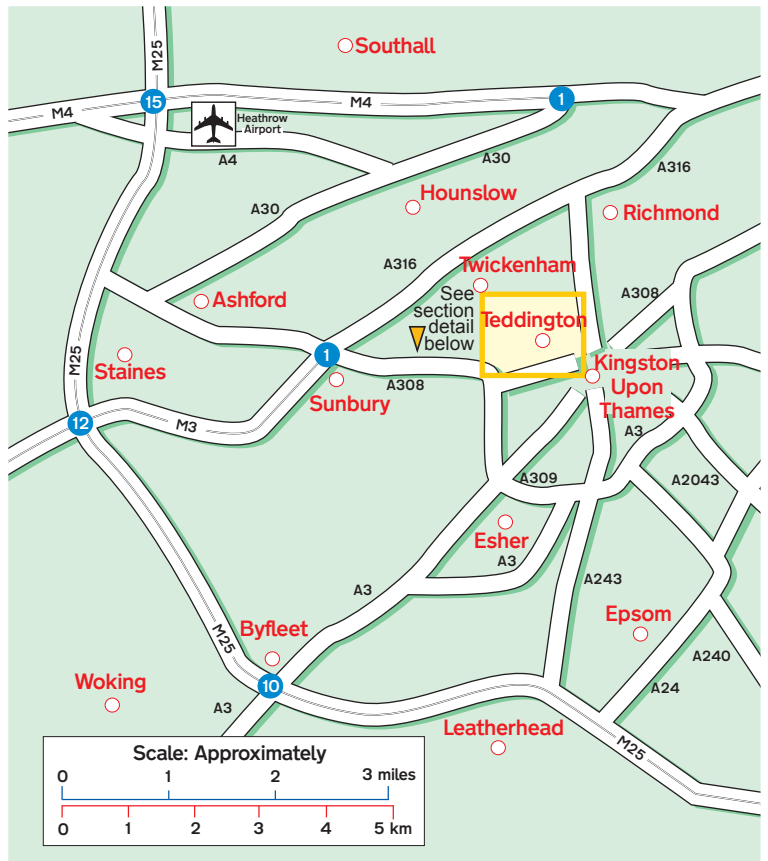 M25
Southall
15
M4
M4
1
Heathrow
Airport
A4
A30
A316
Hounslow
A30
Richmond
A316
Twickenham
See
section
detail
below
A308
Ashford
Teddington
M25
Staines
1
A308
Sunbury
Kingston
Upon
Thames
12
M3
A3
A309
A2043
Esher
A3
A3
A243
Epsom
M25
Byfleet
A240
Woking
10
A24
A3
Leatherhead
M25
Scale: Approximately
0 1 2 3 miles
0 1 2 3 4 5 km